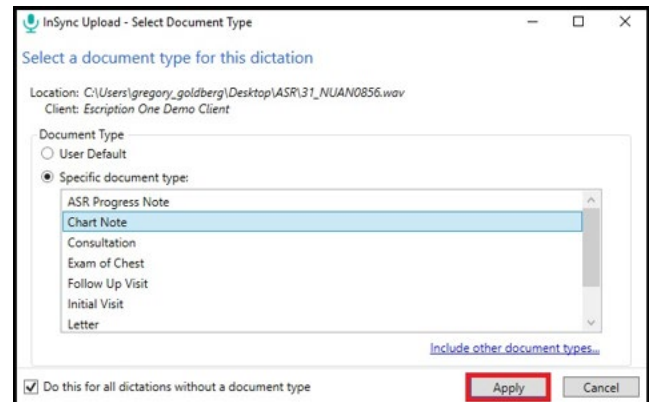 InSync Upload - Select Document Type
Select a document type for this dictation
Location: C:\Users\gregory_goldberg\Desktop\ASR\31_NUAN0856.wav
Client: Escription One Demo Client
Document Type
User Default
Specific document type:
ASR Progress Note
Chart Note
Consultation
Exam of Chest
Follow Up Visit
Initial Visit
Letter
Include other document types...
Do this for all dictations without a document type
Apply
Cancel